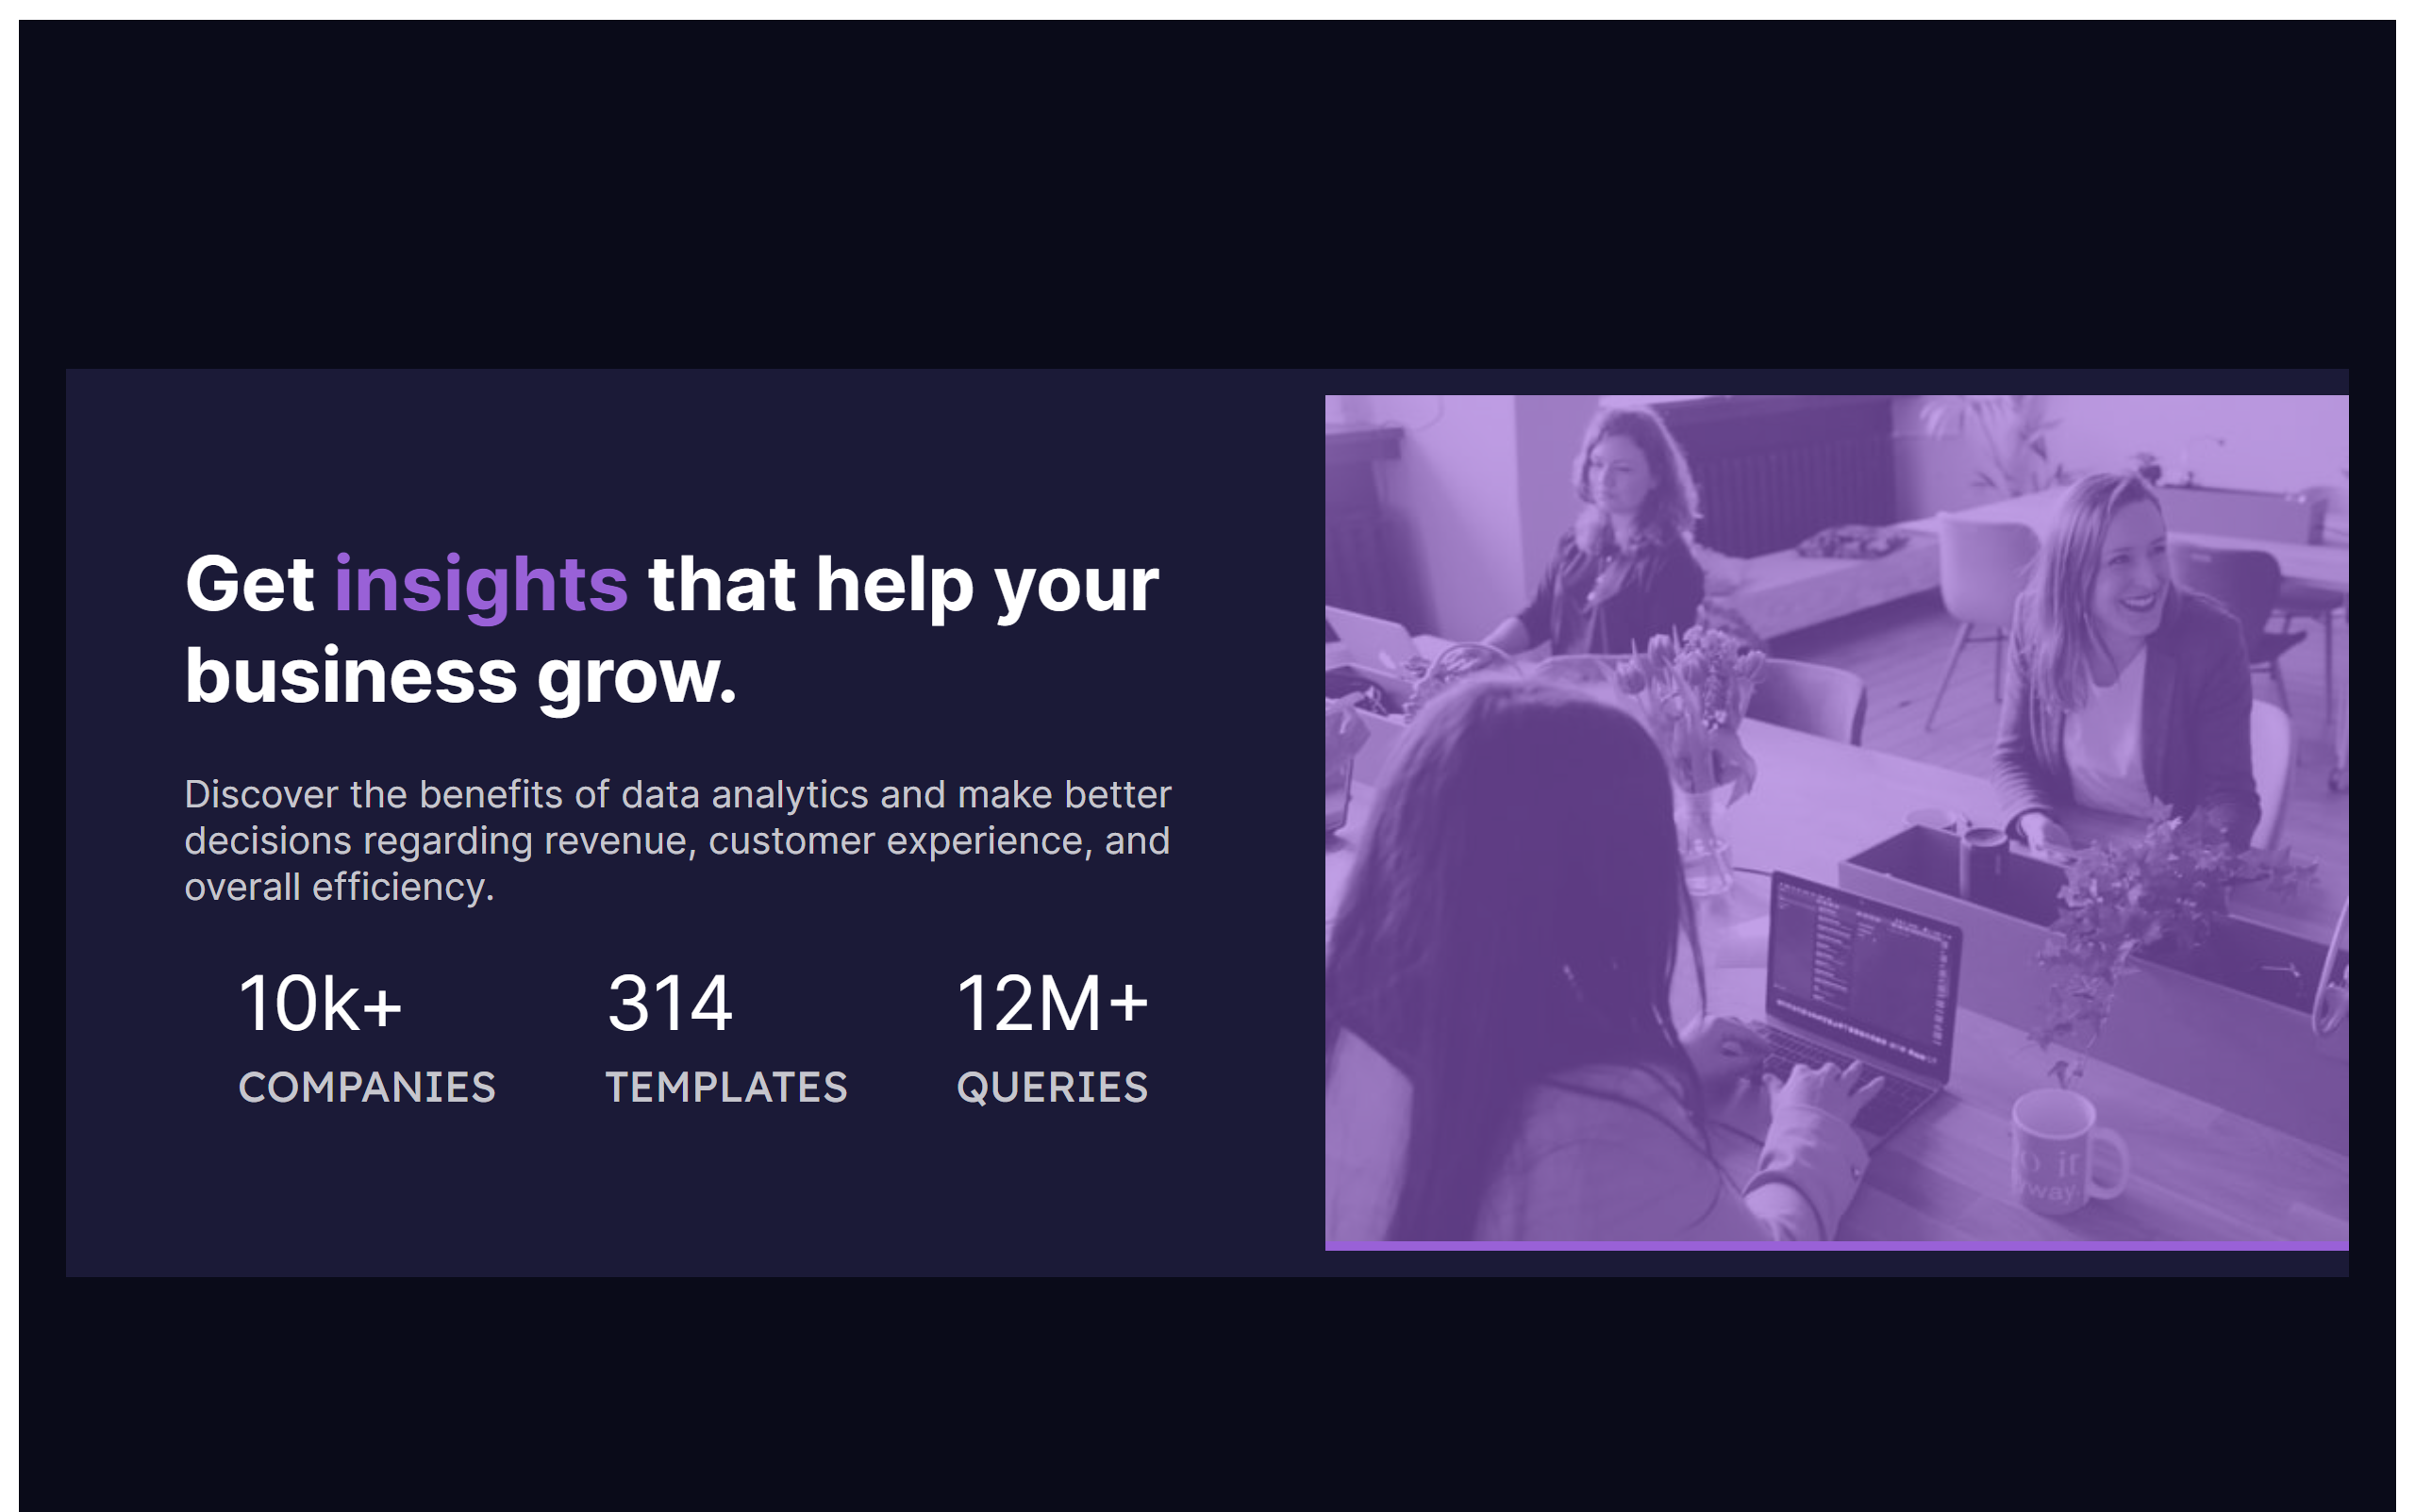 Get insights that help your
business grow.
Discover the benefits of data analytics and make better
decisions regarding revenue, customer experience, and
overall efficiency.
10k+ 314 12M+
COMPANIES TEMPLATES QUERIES